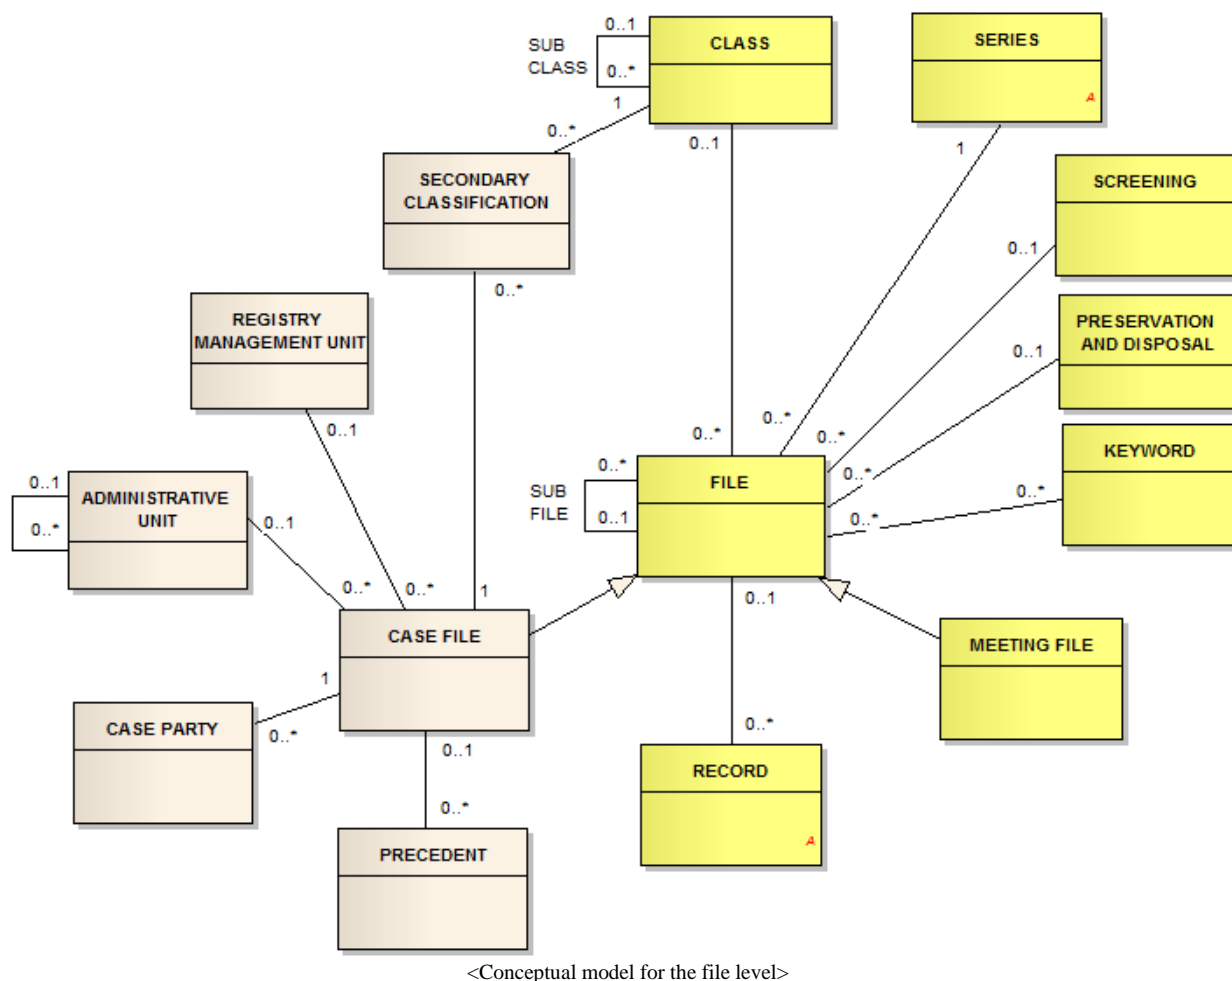 0..1
CLASS
SERIES
SUB
CLASS
0..*
A
1
0..*
0..1
1
SECONDARY
CLASSIFICATION
SCREENING
0..1
0..*
REGISTRY
MANAGEMENT UNIT
PRESERVATION
AND DISPOSAL
0..1
0..1
0..*
0..*
0..*
KEYWORD
0..*
0..*
0..1
ADMINISTRATIVE
UNIT
SUB
FILE
FILE
0..*
0..*
0..1
0..1
0..*
0..*
0..*
1
0..1
CASE FILE
MEETING FILE
1
CASE PARTY
0..*
0..*
0..1
RECORD
0..*
A
PRECEDENT
<Conceptual model for the file level>